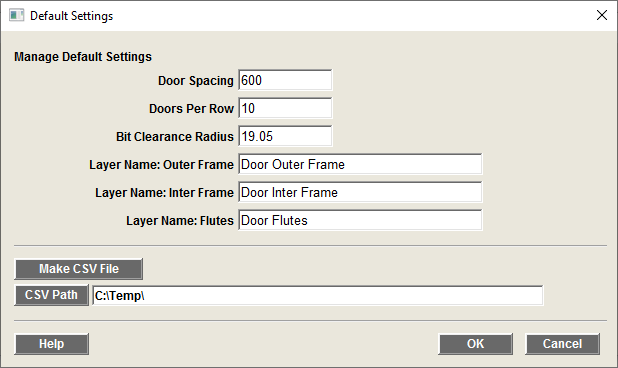 Default Settings
Manage Default Settings
Door Spacing 600
Doors Per Row 10
Bit Clearance Radius 19.05
Layer Name: Outer Frame Door Outer Frame
Layer Name: Inter Frame Door Inter Frame
Layer Name: Flutes Door Flutes
Make CSV File
CSV Path C:\Temp\
Help OK Cancel